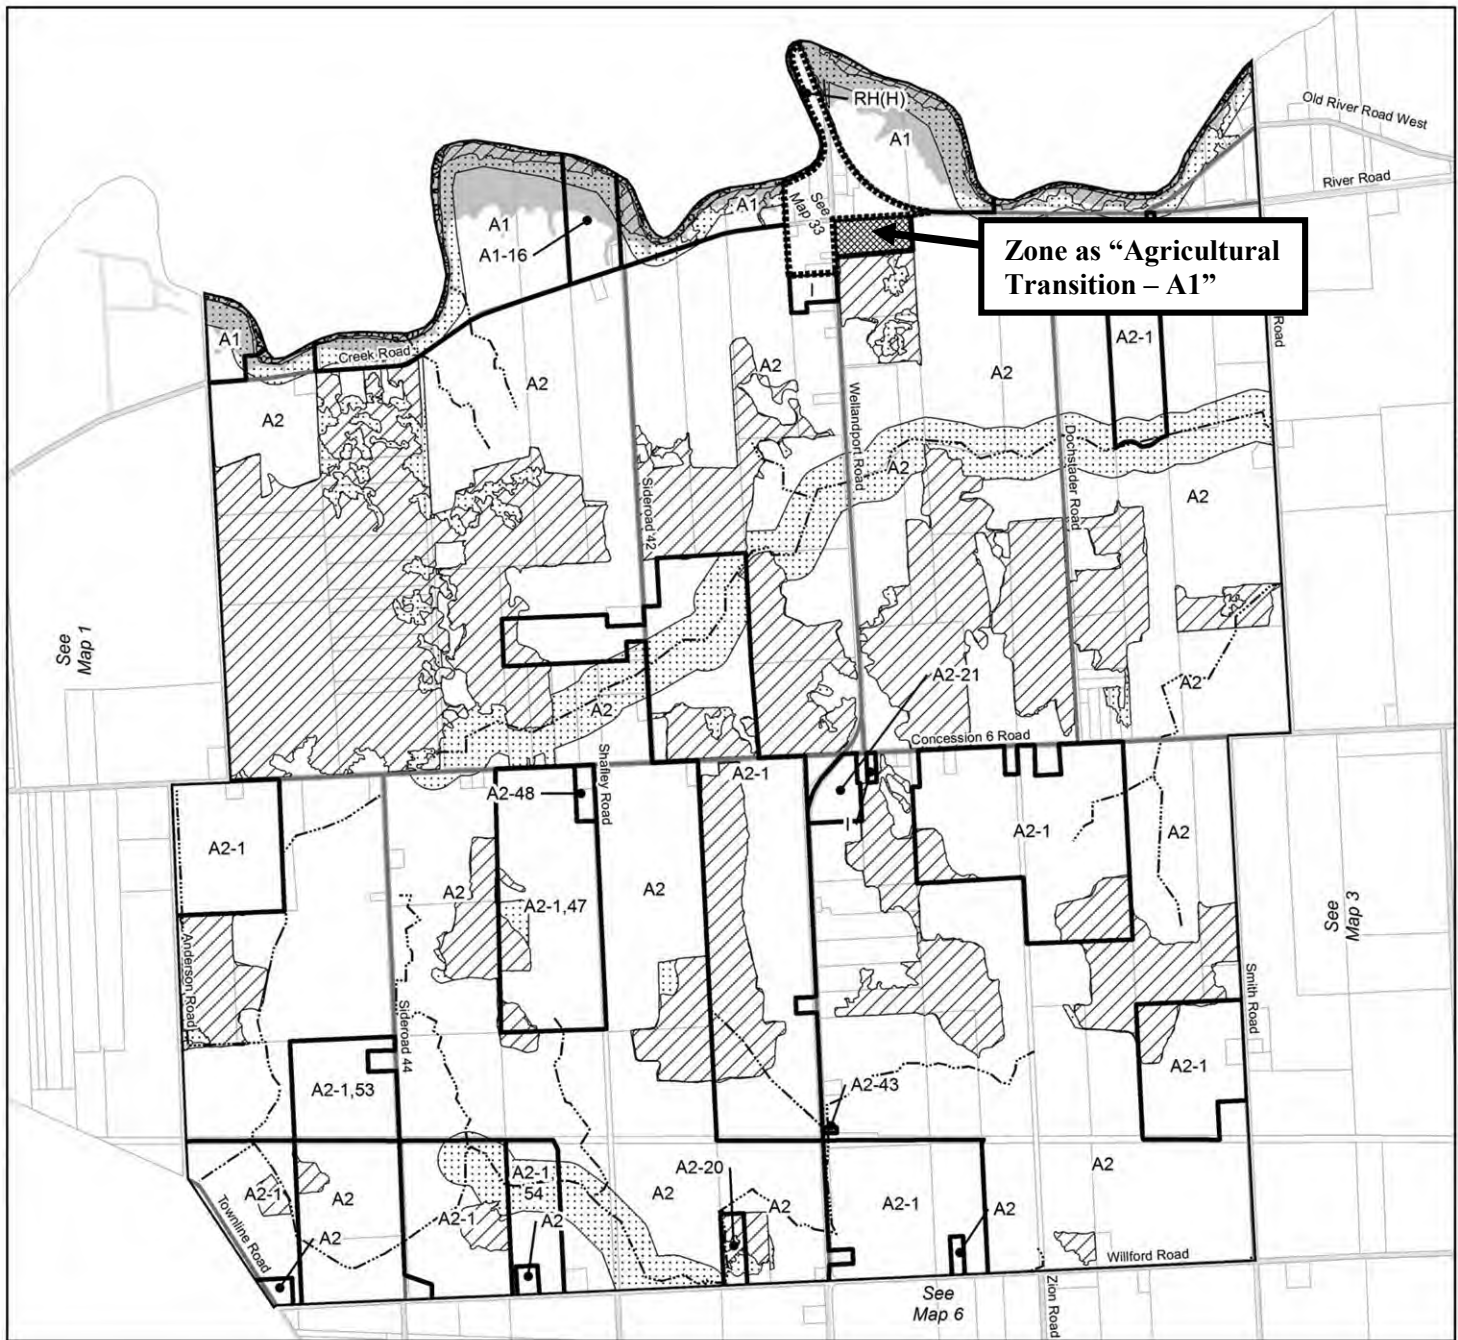 RH(H)
Old River Road West
A1
River Road
See
Map 33
A1
A1
A1-16
Zone as “Agricultural
Transition – A1”
I
A1
Creek Road
A2-1
Road
A2
A2
A2
A2
Wellandport Road
Dochstader Road
A2
Sideroad 42
A2
See
Map 1
A2-21
A2
A2
Concession 6 Road
Shafley Road
A2-1
A2-48
I
A2-1
A2
A2-1
A2
A2
A2-1,47
See
Map 3
Anderson Road
Sideroad 44
Smith Road
A2-1
A2-43
A2-1,53
A2-20
A2
A2-1
54
A2-1
A2
A2
A2
A2-1
A2
A2-1
A2
A2
Townline Road
Willford Road
See
Map 6
Zion Road